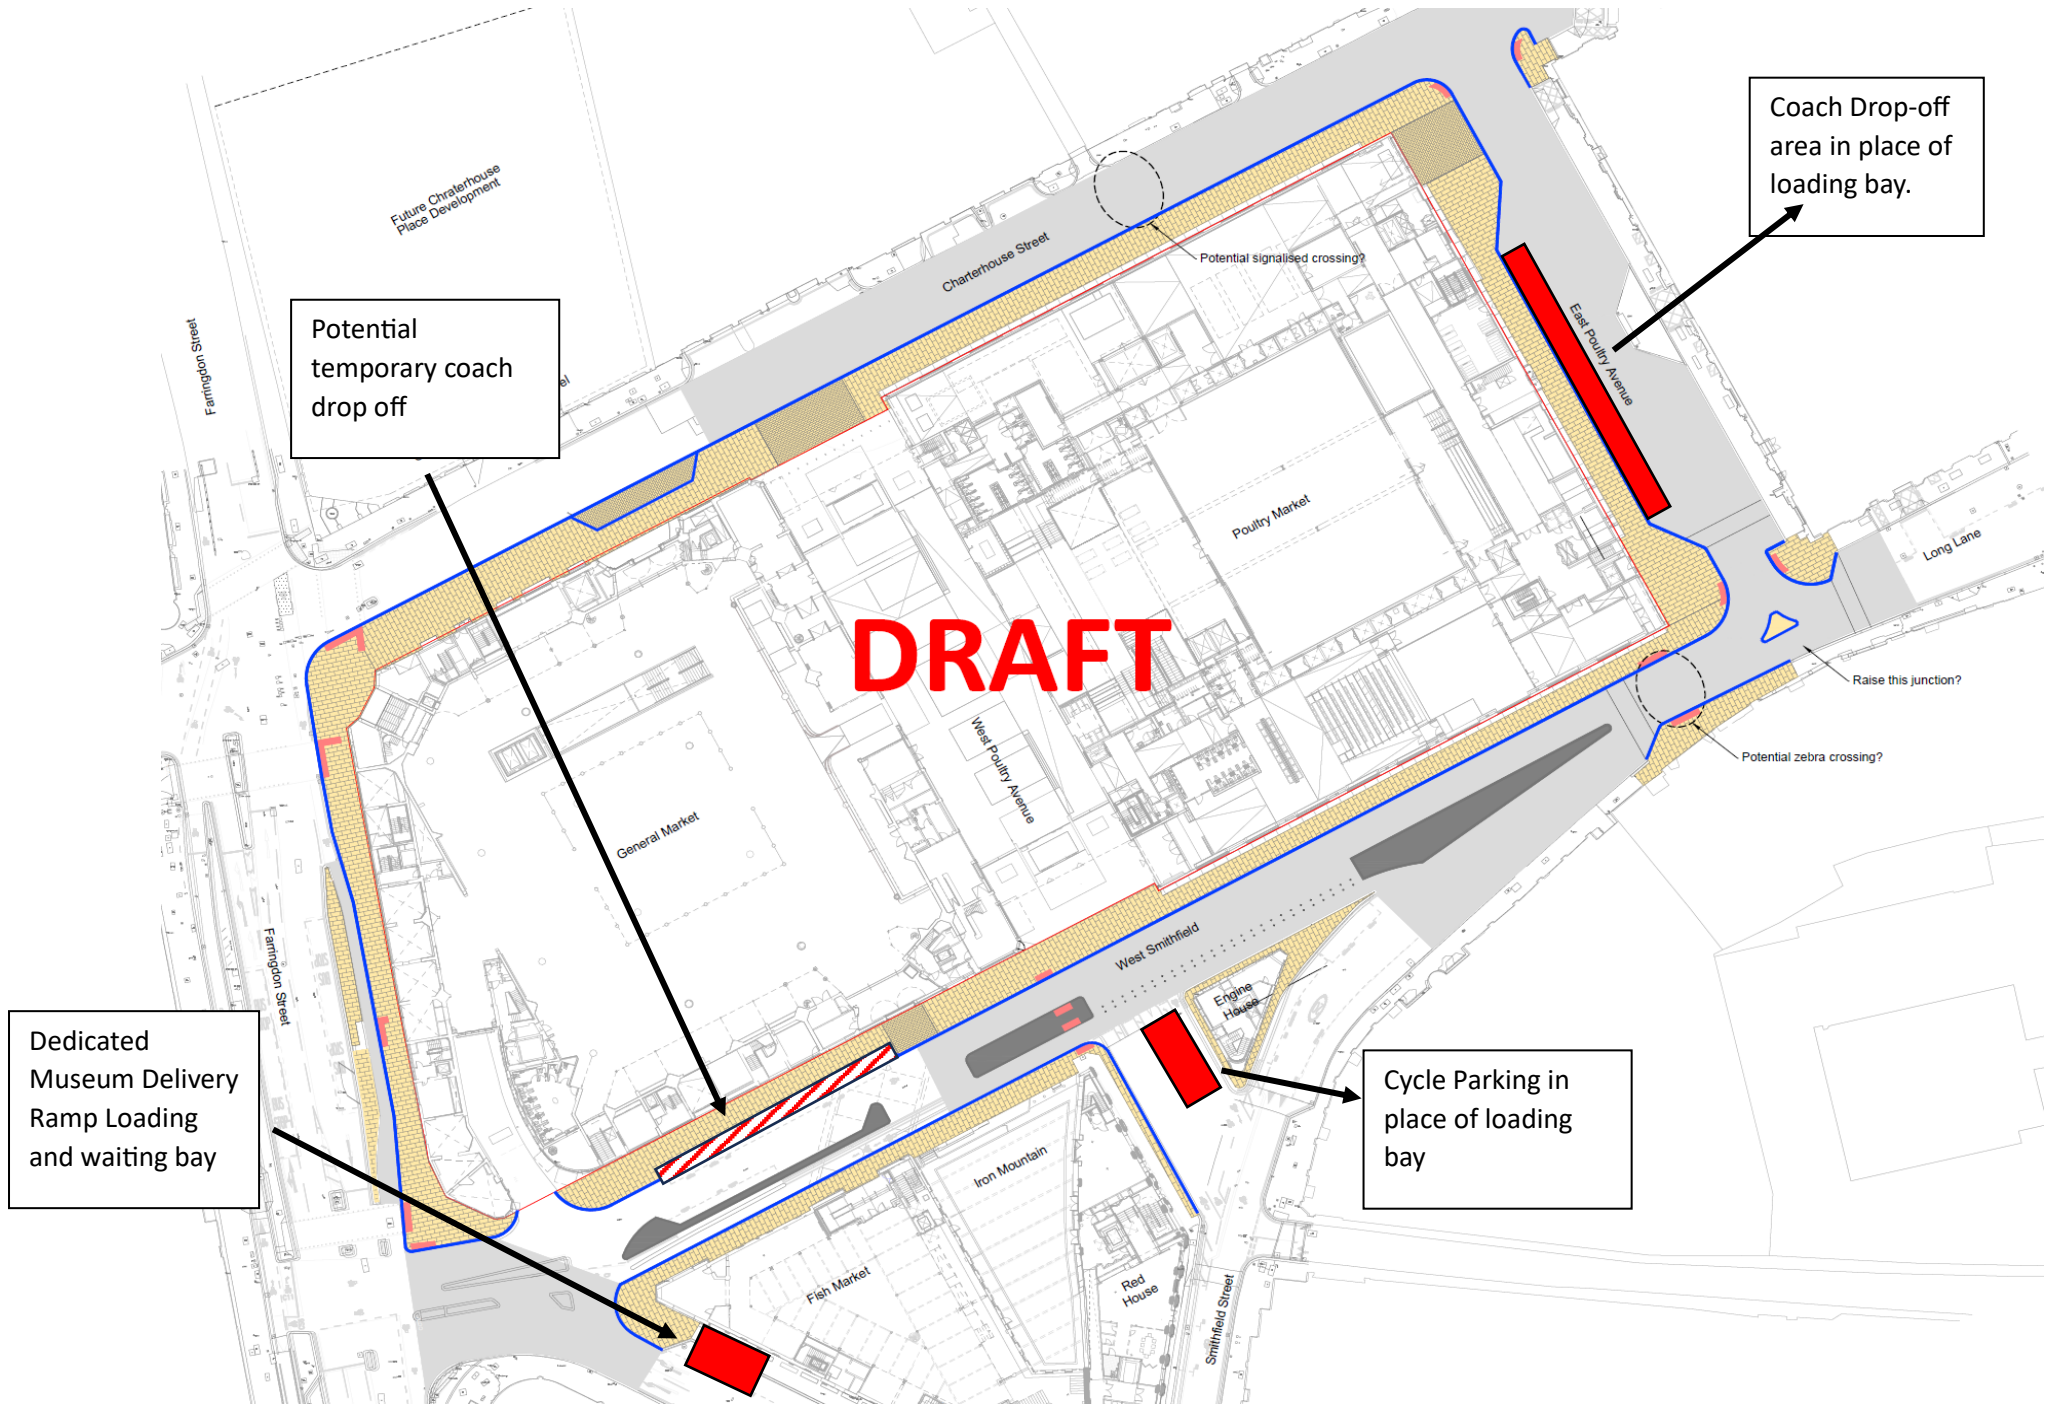 Coach Drop-off
area in place of
loading bay.
Future Chraterhouse
Place Development
Potential signalised crossing?
Charterhouse Street
Farringdon Street
Potential
temporary coach
drop off
el
East Poultry Avenue
Poultry Market
Long Lane
DRAFT
Raise this junction?
West Poultry Avenue
Potential zebra crossing?
General Market
West Smithfield
Farringdon Street
Engine
House
Dedicated
Museum Delivery
Ramp Loading
and waiting bay
Cycle Parking in
place of loading
bay
Iron Mountain
Fish Market
Red
House
Smithfield Street